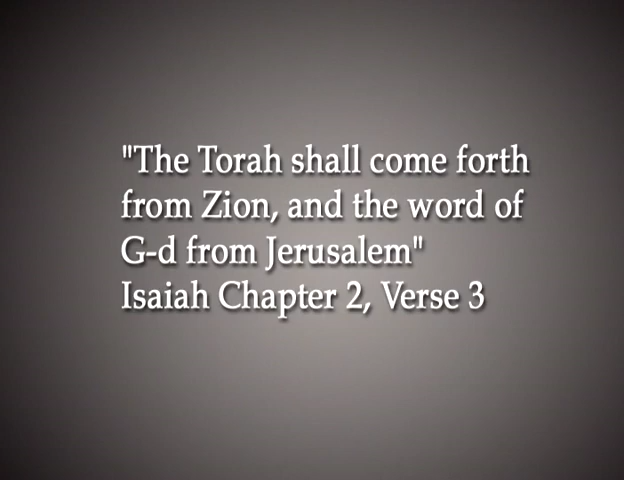 "The Torah shall come forth
from Zion, and the word of
G-d from Jerusalem"
Isaiah Chapter 2, Verse 3